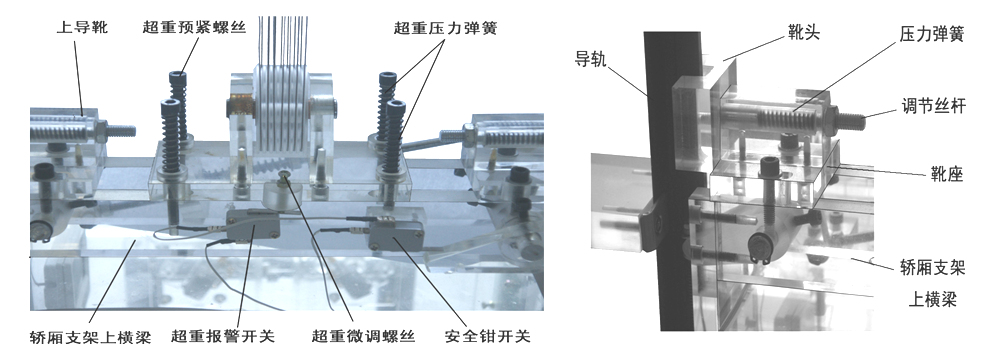 上导靴
超重预紧螺丝
超重压力弹簧
轿厢支架上横梁
超重报警开关
超重微调螺丝
安全钳开关
靴头
导轨
压力弹簧
调节丝杆
靴座
轿厢支架
上横梁